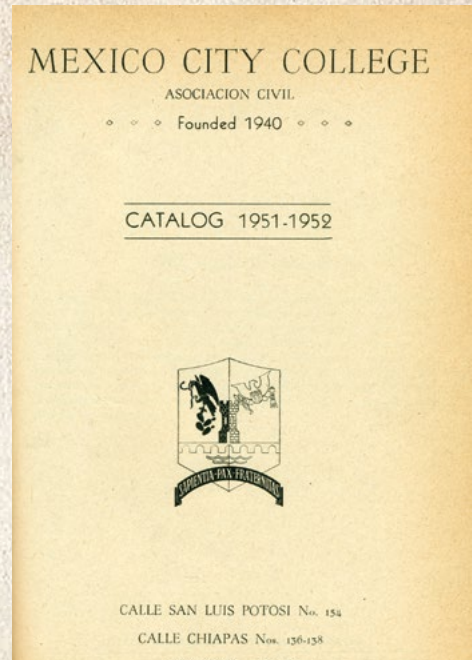 MEXICO CITY COLLEGE
ASOCIACION CIVIL
Founded 1940
CATALOG 1951-1952
SAPIENTIA·PAX·FRATERNITAS
CALLE SAN LUIS POTOSI No. 154
CALLE CHIAPAS Nos. 136-138